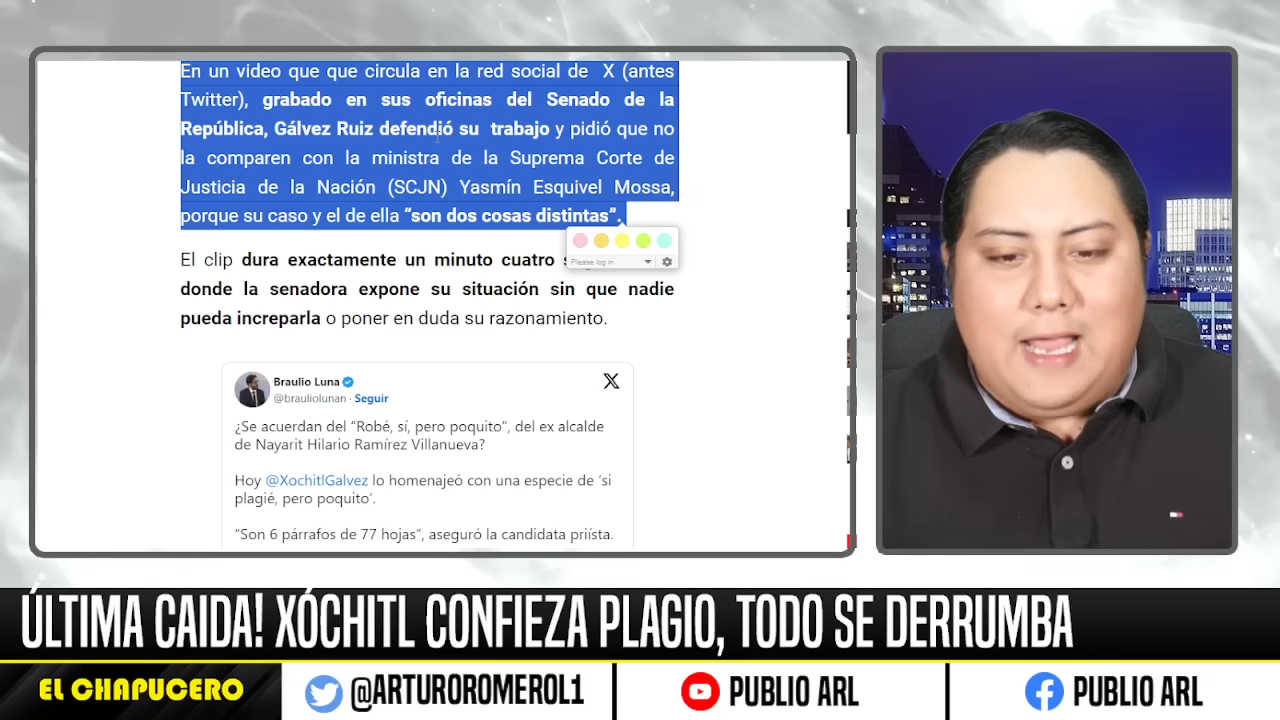 En un video que que circula en la red social de X (antes
Twitter), grabado en sus oficinas del Senado de la
República, Gálvez Ruiz defendió su trabajo y pidió que no
la comparen con la ministra de la Suprema Corte de
Justicia de la Nación (SCJN) Yasmín Esquivel Mossa,
porque su caso y el de ella “son dos cosas distintas”.
Please log in
El clip dura exactamente un minuto cuatro
donde la senadora expone su situación sin que nadie
pueda increparla o poner en duda su razonamiento.
Braulio Luna
@brauliolunan · Seguir
¿Se acuerdan del “Robé, sí, pero poquito”, del ex alcalde
de Nayarit Hilario Ramírez Villanueva?
Hoy @XochitlGalvez lo homenajeó con una especie de ‘si
plagié, pero poquito’.
“Son 6 párrafos de 77 hojas”, aseguró la candidata priísta.
ÚLTIMA CAIDA! XÓCHITL CONFIEZA PLAGIO, TODO SE DERRUMBA
EL CHAPUCERO
@ARTUROROMEROL1
PUBLIO ARL
PUBLIO ARL